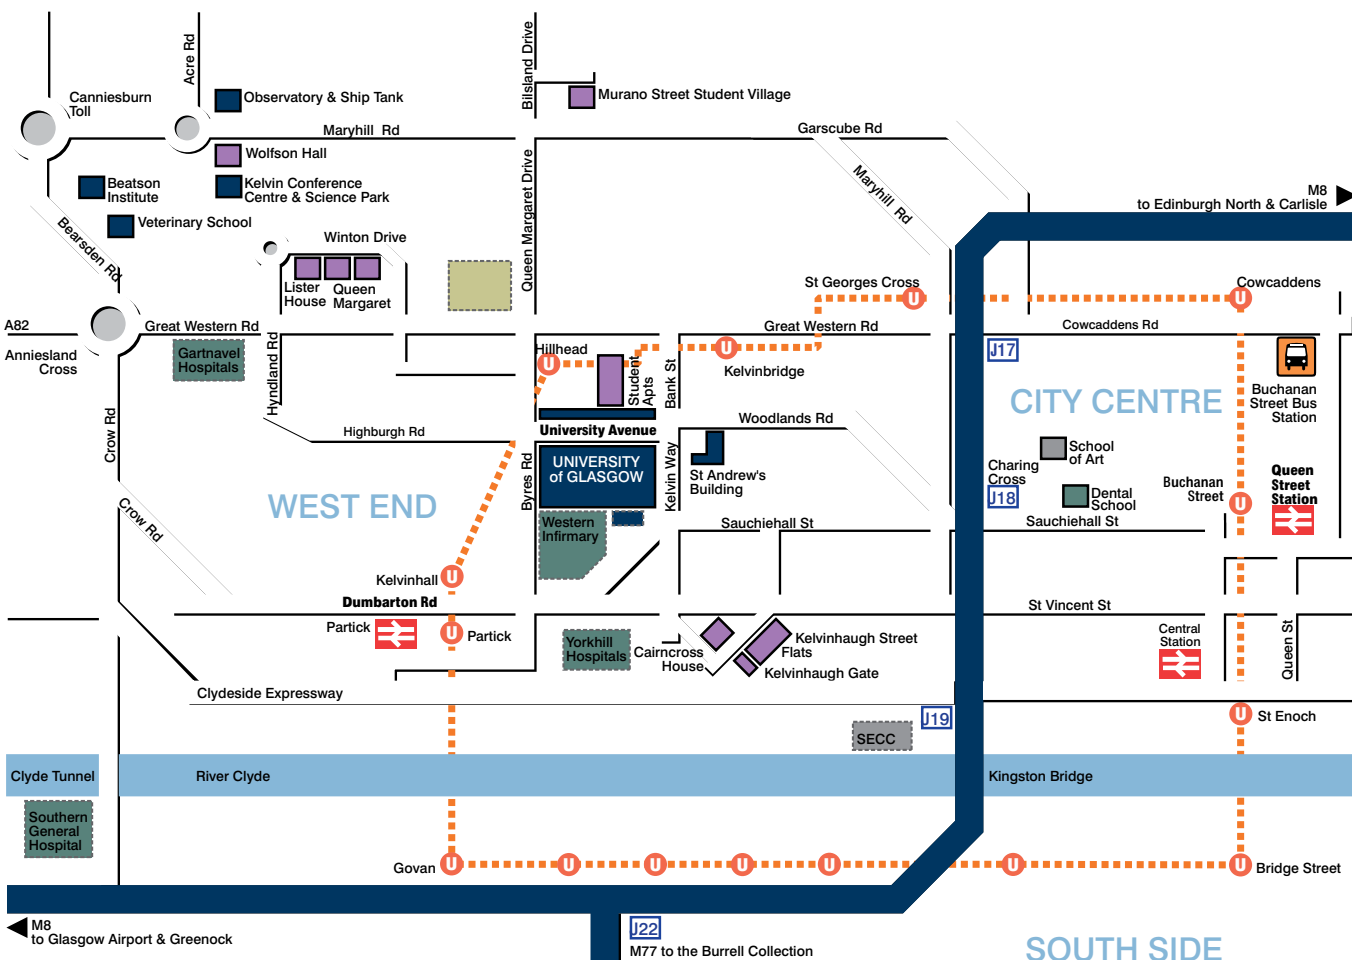 Acre Rd
Bilsland Drive
Canniesburn
Toll
Observatory & Ship Tank
Murano Street Student Village
Maryhill Rd
Garscube Rd
Wolfson Hall
Beatson
Institute
Kelvin Conference
Centre & Science Park
Queen Margaret Drive
Maryhill Rd
M8
to Edinburgh North & Carlisle
Veterinary School
Bearsden Rd
Winton Drive
Lister
House
Queen
Margaret
St Georges Cross
U
Cowcaddens
U
A82
Great Western Rd
Great Western Rd
Cowcaddens Rd
Anniesland
Cross
Gartnavel
Hospitals
Hyndland Rd
Hillhead
U
Student
Apts
Bank St
U
Kelvinbridge
J17
Buchanan
Street Bus
Station
CITY CENTRE
Crow Rd
Highburgh Rd
University Avenue
Woodlands Rd
UNIVERSITY
of GLASGOW
Byres Rd
Kelvin Way
St Andrew's
Building
School
of Art
Charing
Cross
J18
Dental
School
Buchanan
Street
U
Queen
Street
Station
WEST END
Crow Rd
Western
Infirmary
Sauchiehall St
Sauchiehall St
Kelvinhall
U
Dumbarton Rd
St Vincent St
Partick
U
Partick
Yorkhill
Hospitals
Cairncross
House
Kelvinhaugh Street
Flats
Kelvinhaugh Gate
Central
Station
Queen St
Clydeside Expressway
J19
SECC
U
St Enoch
Clyde Tunnel
River Clyde
Kingston Bridge
Southern
General
Hospital
Govan
U
U
U
U
U
U
U
Bridge Street
M8
to Glasgow Airport & Greenock
J22
M77 to the Burrell Collection
SOUTH SIDE